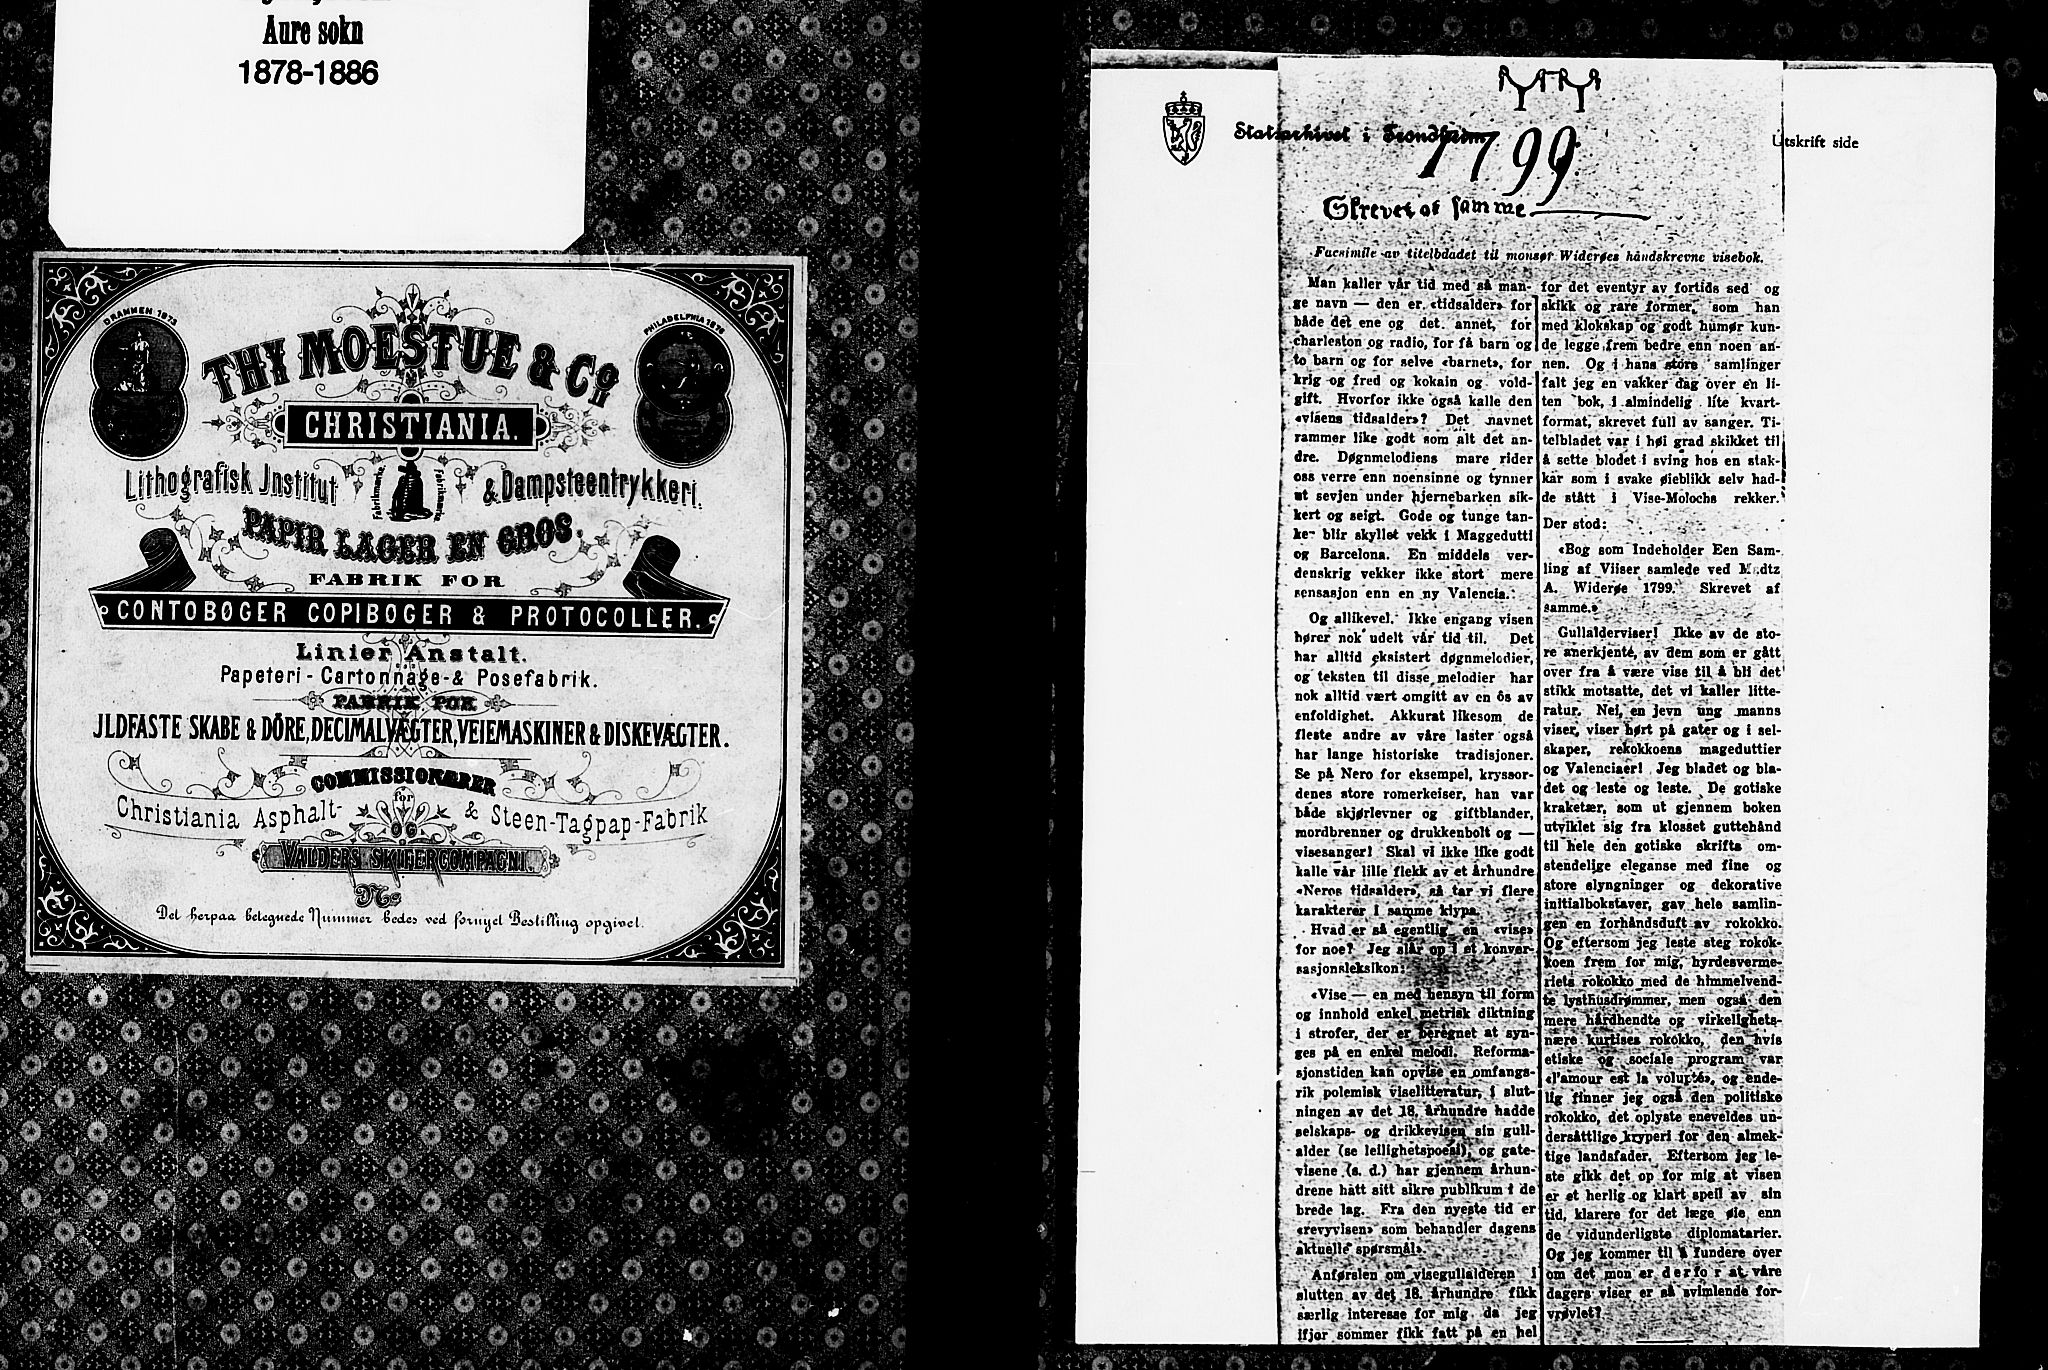 Aure sokn
1878-1886
DRAMMEN 1873
PHILADELPHIA 1876
THV MOESTUE & Co
CHRISTIANIA.
Lithografisk Institut & Dampsteentrykkeri.
Fabrikmærke
Fabrikmærke
PAPIR LAGER EN GROS.
FABRIK FOR
CONTOBØGER COPIBØGER & PROTOCOLLER.
Linier Anstalt.
Papeteri-Cartonnage-& Posefabrik.
FABRIK FOR
ILDFASTE SKABE & DÖRE, DECIMALVÆGTER, VEIEMASKINER & DISKEVÆGTER.
COMMISSIONÆRER
for
Christiania Asphalt- & Steen-Tagpap-Fabrik
OG
VALDERS SKIFERCOMPAGNI.
No
Det herpaa betegnede Nummer bedes ved fornyet Bestilling opgivet.
Statsarkivet i Trondheim
Utskrift side
1799
Skrevet af samme
Facsimile av titelbdadet til monsør Widerøes håndskrevne visebok.
Man kaller vår tid med så man-
ge navn — den er «tidsalder» for
både det ene og det annet, for
charleston og radio, for få barn og
to barn og for selve «barnet», for
krig og fred og kokain og vold-
gift. Hvorfor ikke også kalle den
«visens tidsalder»? Det navnet
rammer like godt som alt det an-
dre. Døgnmelodiens mare rider
oss verre enn noensinne og tynner
ut sevjen under hjernebarken sik-
kert og seigt. Gode og tunge tan-
ker blir skyllet vekk i Maggedutti
og Barcelona. En middels ver-
denskrig vekker ikke stort mere
sensasjon enn en ny Valencia.
Og allikevel. Ikke engang visen
hører nok udelt vår tid til. Det
har alltid eksistert døgnmelodier,
og teksten til disse melodier har
nok alltid vært omgitt av en ôs av
enfoldighet. Akkurat likesom de
fleste andre av våre laster også
har lange historiske tradisjoner.
Se på Nero for eksempel, kryssor-
denes store romerkeiser, han var
både skjørlevner og giftblander,
mordbrenner og drukkenbolt og —
visesanger! Skal vi ikke like godt
kalle vår lille flekk av et århundre
«Neros tidsalder», så tar vi flere
karakterer i samme klypa.
Hvad er så egentlig en «vise»
for noe? Jeg slår op i et konver-
sasjonsleksikon:
«Vise — en med hensyn til form
og innhold enkel metrisk diktning
i strofer, der er beregnet at syn-
ges på en enkel melodi. Reforma-
sjonstiden kan opvise en omfangs-
rik polemisk viselitteratur, i slut-
ningen av det 18. århundre hadde
selskaps- og drikkevisen sin gull-
alder (se leilighetspoesi), og gate-
visene (s. d.) har gjennem århun-
drene hatt sitt sikre publikum i de
brede lag. Fra den nyeste tid er
«revyvisen» som behandler dagens
aktuelle spørsmål».
Anførslen om visegullalderen i
slutten av det 18. århundre fikk
særlig interesse for mig da jeg
ifjor sommer fikk fatt på en hel
for det eventyr av fortids sed og
skikk og rare former, som han
med klokskap og godt humør kun-
de legge frem bedre enn noen an-
nen. Og i hans store samlinger
falt jeg en vakker dag over en li-
ten bok, i almindelig lite kvart-
format, skrevet full av sanger. Ti-
telbladet var i høi grad skikket til
å sette blodet i sving hos en stak-
kar som i svake øieblikk selv had-
de stått i Vise-Molochs rekker.
Der stod:
«Bog som Indeholder Een Sam-
ling af Viiser samlede ved Madtz
A. Widerøe 1799. Skrevet af
samme.»
Gullalderviser! Ikke av de sto-
re anerkjente, av dem som er gått
over fra å være vise til å bli det
stikk motsatte, det vi kaller litte-
ratur. Nei, en jevn ung manns
viser, viser hørt på gater og i sel-
skaper, rekokkoens mageduttier
og Valenciaer! Jeg bladet og bla-
det og leste og leste. De gotiske
kraketær, som ut gjennem boken
utviklet sig fra klosset guttehånd
til hele den gotiske skrifts om-
stendelige eleganse med fine og
store slyngninger og dekorative
initialbokstaver, gav hele samlin-
gen en forhåndsduft av rokokko.
Og eftersom jeg leste steg rokok-
koen frem for mig, hyrdesverme-
riets rokokko med de himmelvend-
te lysthusdrømmer, men også den
mere hårdhendte og virkelighets-
nære kurtises rokokko, den hvis
etiske og sociale program var
«l'amour est la volupté», og ende-
lig finner jeg også den politiske
rokokko, det oplyste eneveldes un-
dersåttlige kryperi for den almek-
tige landsfader. Eftersom jeg le-
ste gikk det op for mig at visen
er et herlig og klart speil av sin
tid, klarere for det læge øie enn
de vidunderligste diplomatarier.
Og jeg kommer til å fundere over
om det mon er derfor at våre
dagers viser er så svimlende for-
vrøvlet?